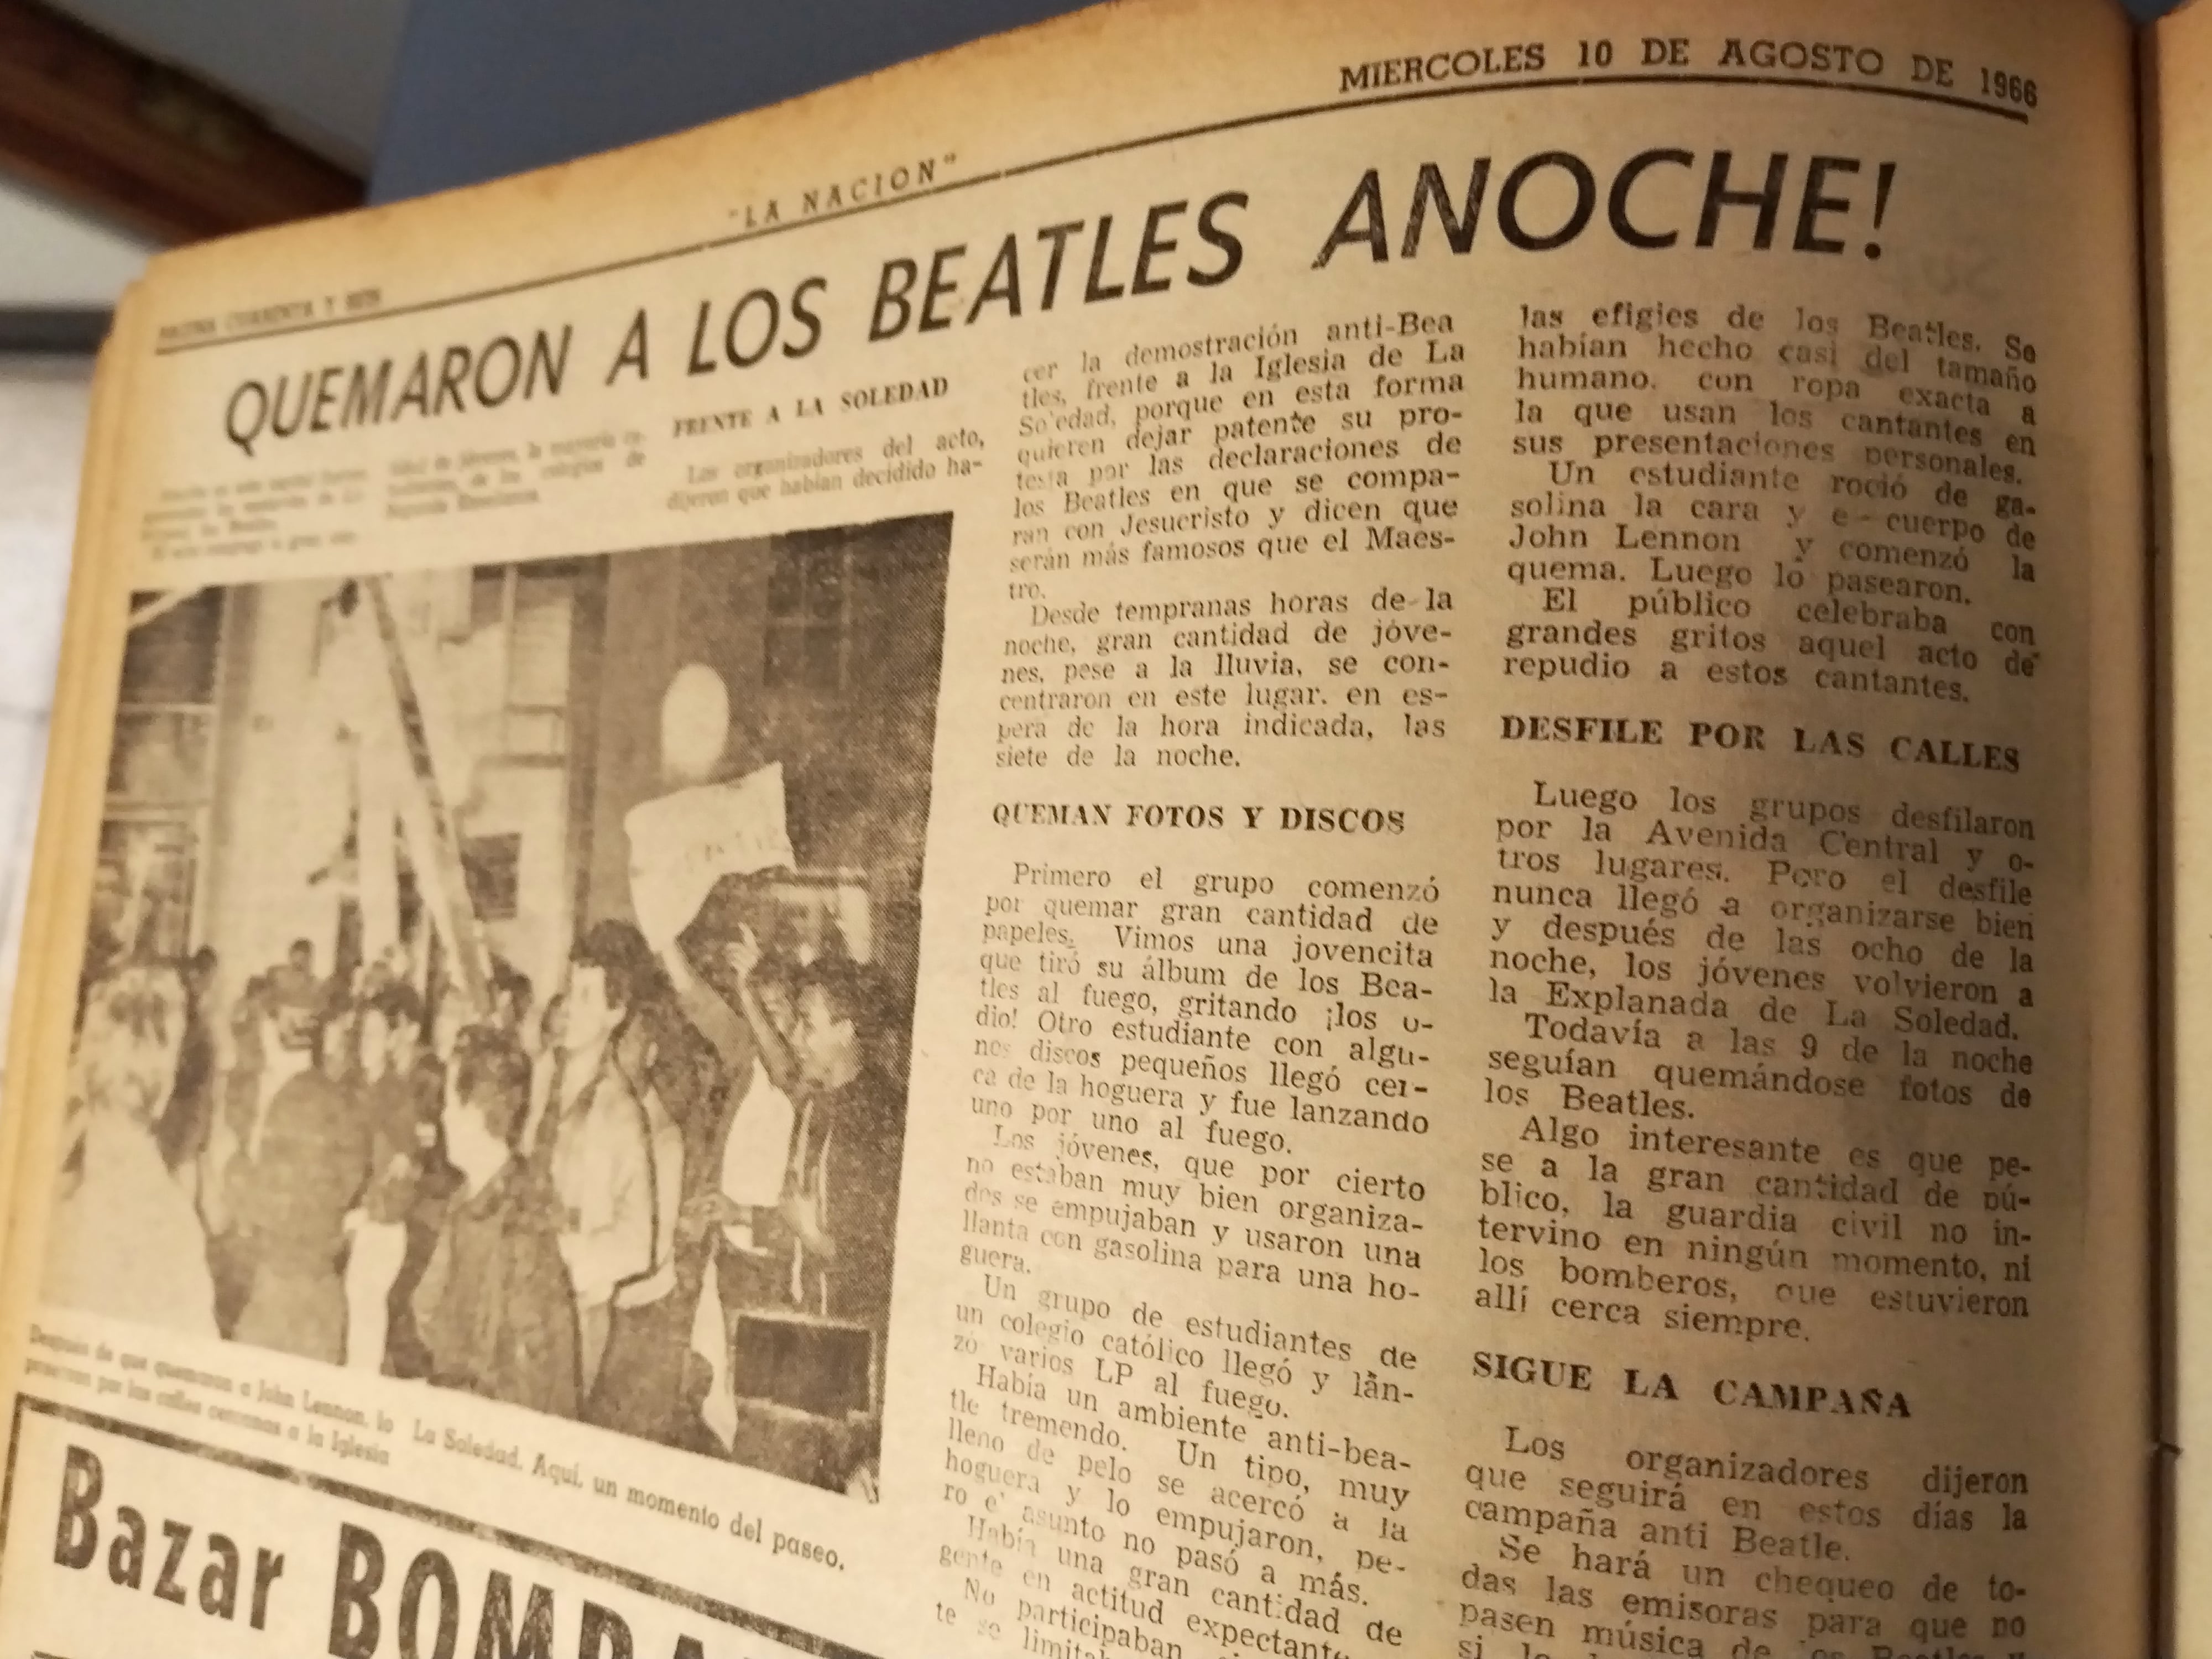 MIERCOLES 10 DE AGOSTO DE 1966
"LA NACION"
PAGINA CUARENTA Y SEIS
QUEMARON A LOS BEATLES ANOCHE!
FRENTE A LA SOLEDAD
Los organizadores del acto,
dijeron que habían decidido ha-
cer la demostración anti-Bea
tles, frente a la Iglesia de La
So'edad, porque en esta forma
quieren dejar patente su pro-
testa por las declaraciones de
los Beatles en que se compa-
ran con Jesucristo y dicen que
serán más famosos que el Maes-
tro.
Desde tempranas horas de la
noche, gran cantidad de jóve-
nes, pese a la lluvia, se con-
centraron en este lugar. en es-
pera de la hora indicada, las
siete de la noche.
QUEMAN FOTOS Y DISCOS
Primero el grupo comenzó
por quemar gran cantidad de
papeles. Vimos una jovencita
que tiró su álbum de los Bea-
tles al fuego, gritando ¡los o-
dio! Otro estudiante con algu-
nos discos pequeños llegó cer-
ca de la hoguera y fue lanzando
uno por uno al fuego.
Los jóvenes, que por cierto
no estaban muy bien organiza-
dos se empujaban y usaron una
llanta con gasolina para una ho-
guera.
Un grupo de estudiantes de
un colegio católico llegó y lan-
zó varios LP al fuego.
Había un ambiente anti-bea-
tle tremendo. Un tipo, muy
lleno de pelo se acercó a la
hoguera y lo empujaron, pe-
ro e' asunto no pasó a más.
Había una gran cantidad de
gente en actitud expectante
No participaban
te se
las efigies de los Beatles. Se
habían hecho casi del tamaño
humano. con ropa exacta a
la que usan los cantantes en
sus presentaciones personales.
Un estudiante roció de ga-
solina la cara y e- cuerpo de
John Lennon y comenzó la
quema. Luego lo pasearon.
El público celebraba con
grandes gritos aquel acto de
repudio a estos cantantes.
DESFILE POR LAS CALLES
Luego los grupos desfilaron
por la Avenida Central y o-
tros lugares. Pero el desfile
nunca llegó a organizarse bien
y después de las ocho de la
noche, los jóvenes volvieron a
la Explanada de La Soledad.
Todavía a las 9 de la noche
seguían quemándose fotos de
los Beatles.
Algo interesante es que pe-
se a la gran cantidad de pú-
blico, la guardia civil no in-
tervino en ningún momento, ni
los bomberos, que estuvieron
allí cerca siempre.
SIGUE LA CAMPAÑA
Los organizadores dijeron
que seguirá en estos días la
campaña anti Beatle.
Se hará un chequeo de to-
das las emisoras para que no
pasen música de los Beatles
Después de que quemaron a John Lennon, lo
pasearon por las calles cercanas a la Iglesia
La Soledad. Aquí, un momento del paseo.
Bazar